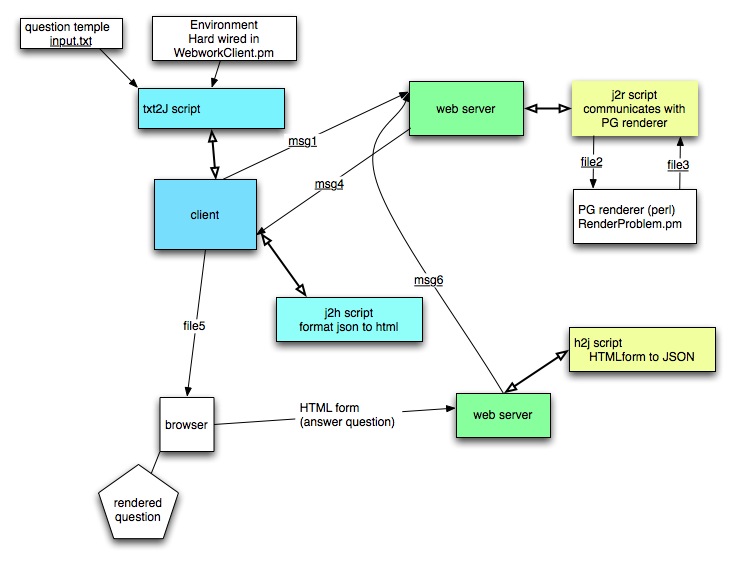 question temple
input.txt
Environment
Hard wired in
WebworkClient.pm
txt2J script
web server
j2r script
communicates with
PG renderer
msg1
file2
file3
msg4
client
PG renderer (perl)
RenderProblem.pm
msg6
j2h script
format json to html
file5
h2j script
HTMLform to JSON
browser
HTML form
(answer question)
web server
rendered
question